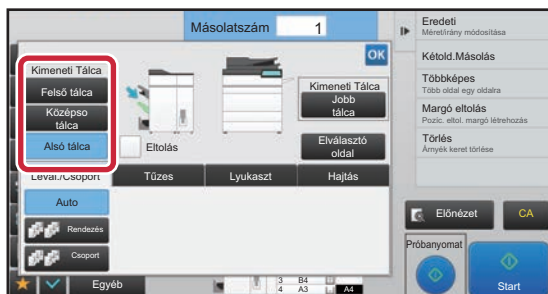 Másolatszám
1
OK
Kimeneti Tálca
Felső tálca
Középso
tálca
Alsó tálca
Eltolás
Kimeneti Tálca
Jobb
tálca
Elválasztó
oldal
Levál./Csoport
Tűzes
Lyukaszt
Hajtás
Auto
Rendezés
Csoport
Egyéb
3 B4
4 A3
A4
Eredeti
Méret/irány módosítása
Kétold.Másolás
Többképes
Több oldal egy oldalra
Margó eltolás
Pozíc. eltol. margó létrehozás
Törlés
Árnyék keret törlése
Előnézet
CA
Próbanyomat
Start